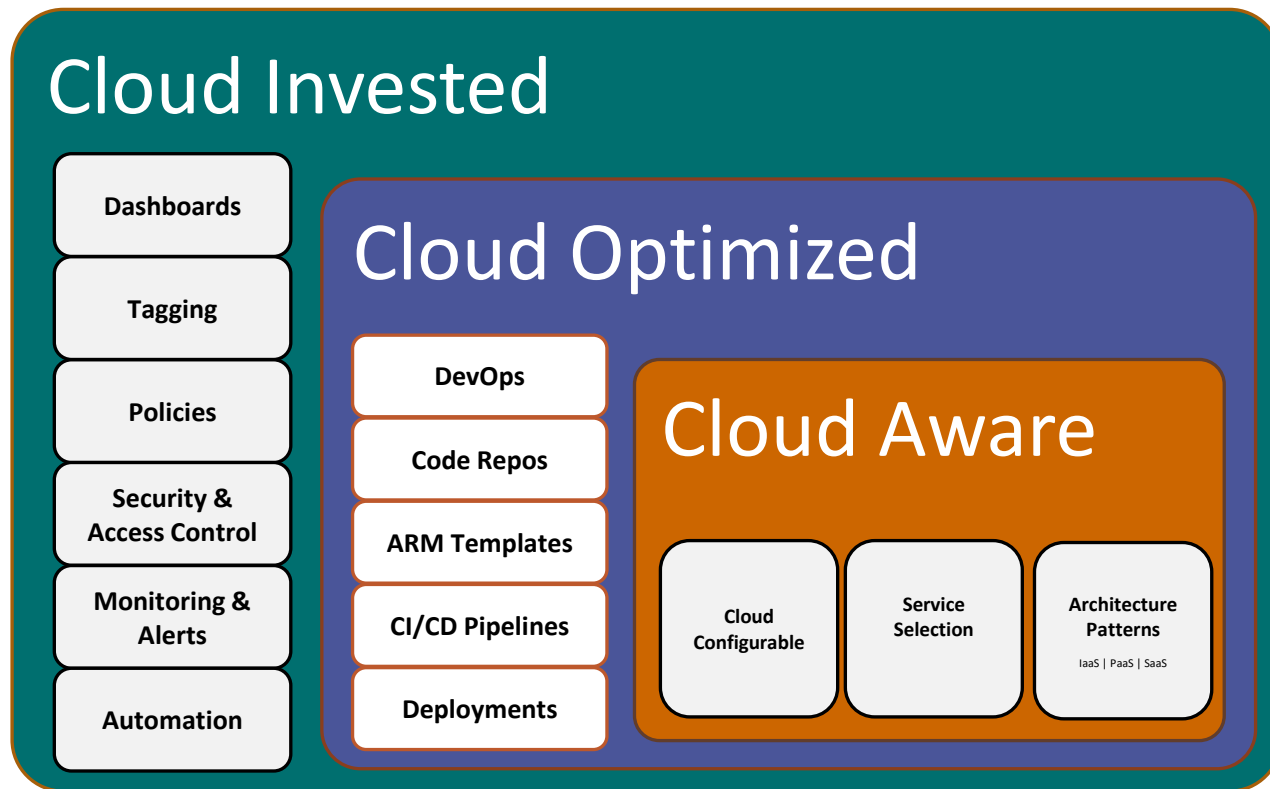 Cloud Invested
Dashboards
Tagging
Policies
Security &
Access Control
Monitoring &
Alerts
Automation
Cloud Optimized
DevOps
Code Repos
ARM Templates
CI/CD Pipelines
Deployments
Cloud Aware
Cloud
Configurable
Service
Selection
Architecture
Patterns
IaaS | PaaS | SaaS